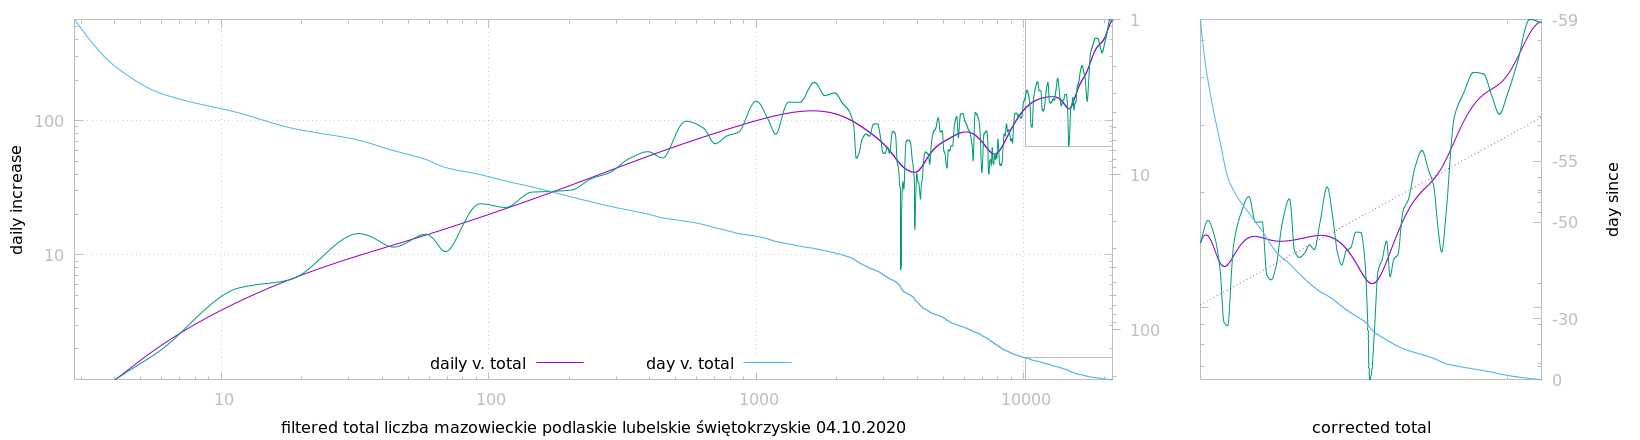 1
-59
100
-55
10
-50
10
100
-30
daily v. total
day v. total
0
10
100
1000
10000
daily increase
day since
filtered total liczba mazowieckie podlaskie lubelskie świętokrzyskie 04.10.2020
corrected total